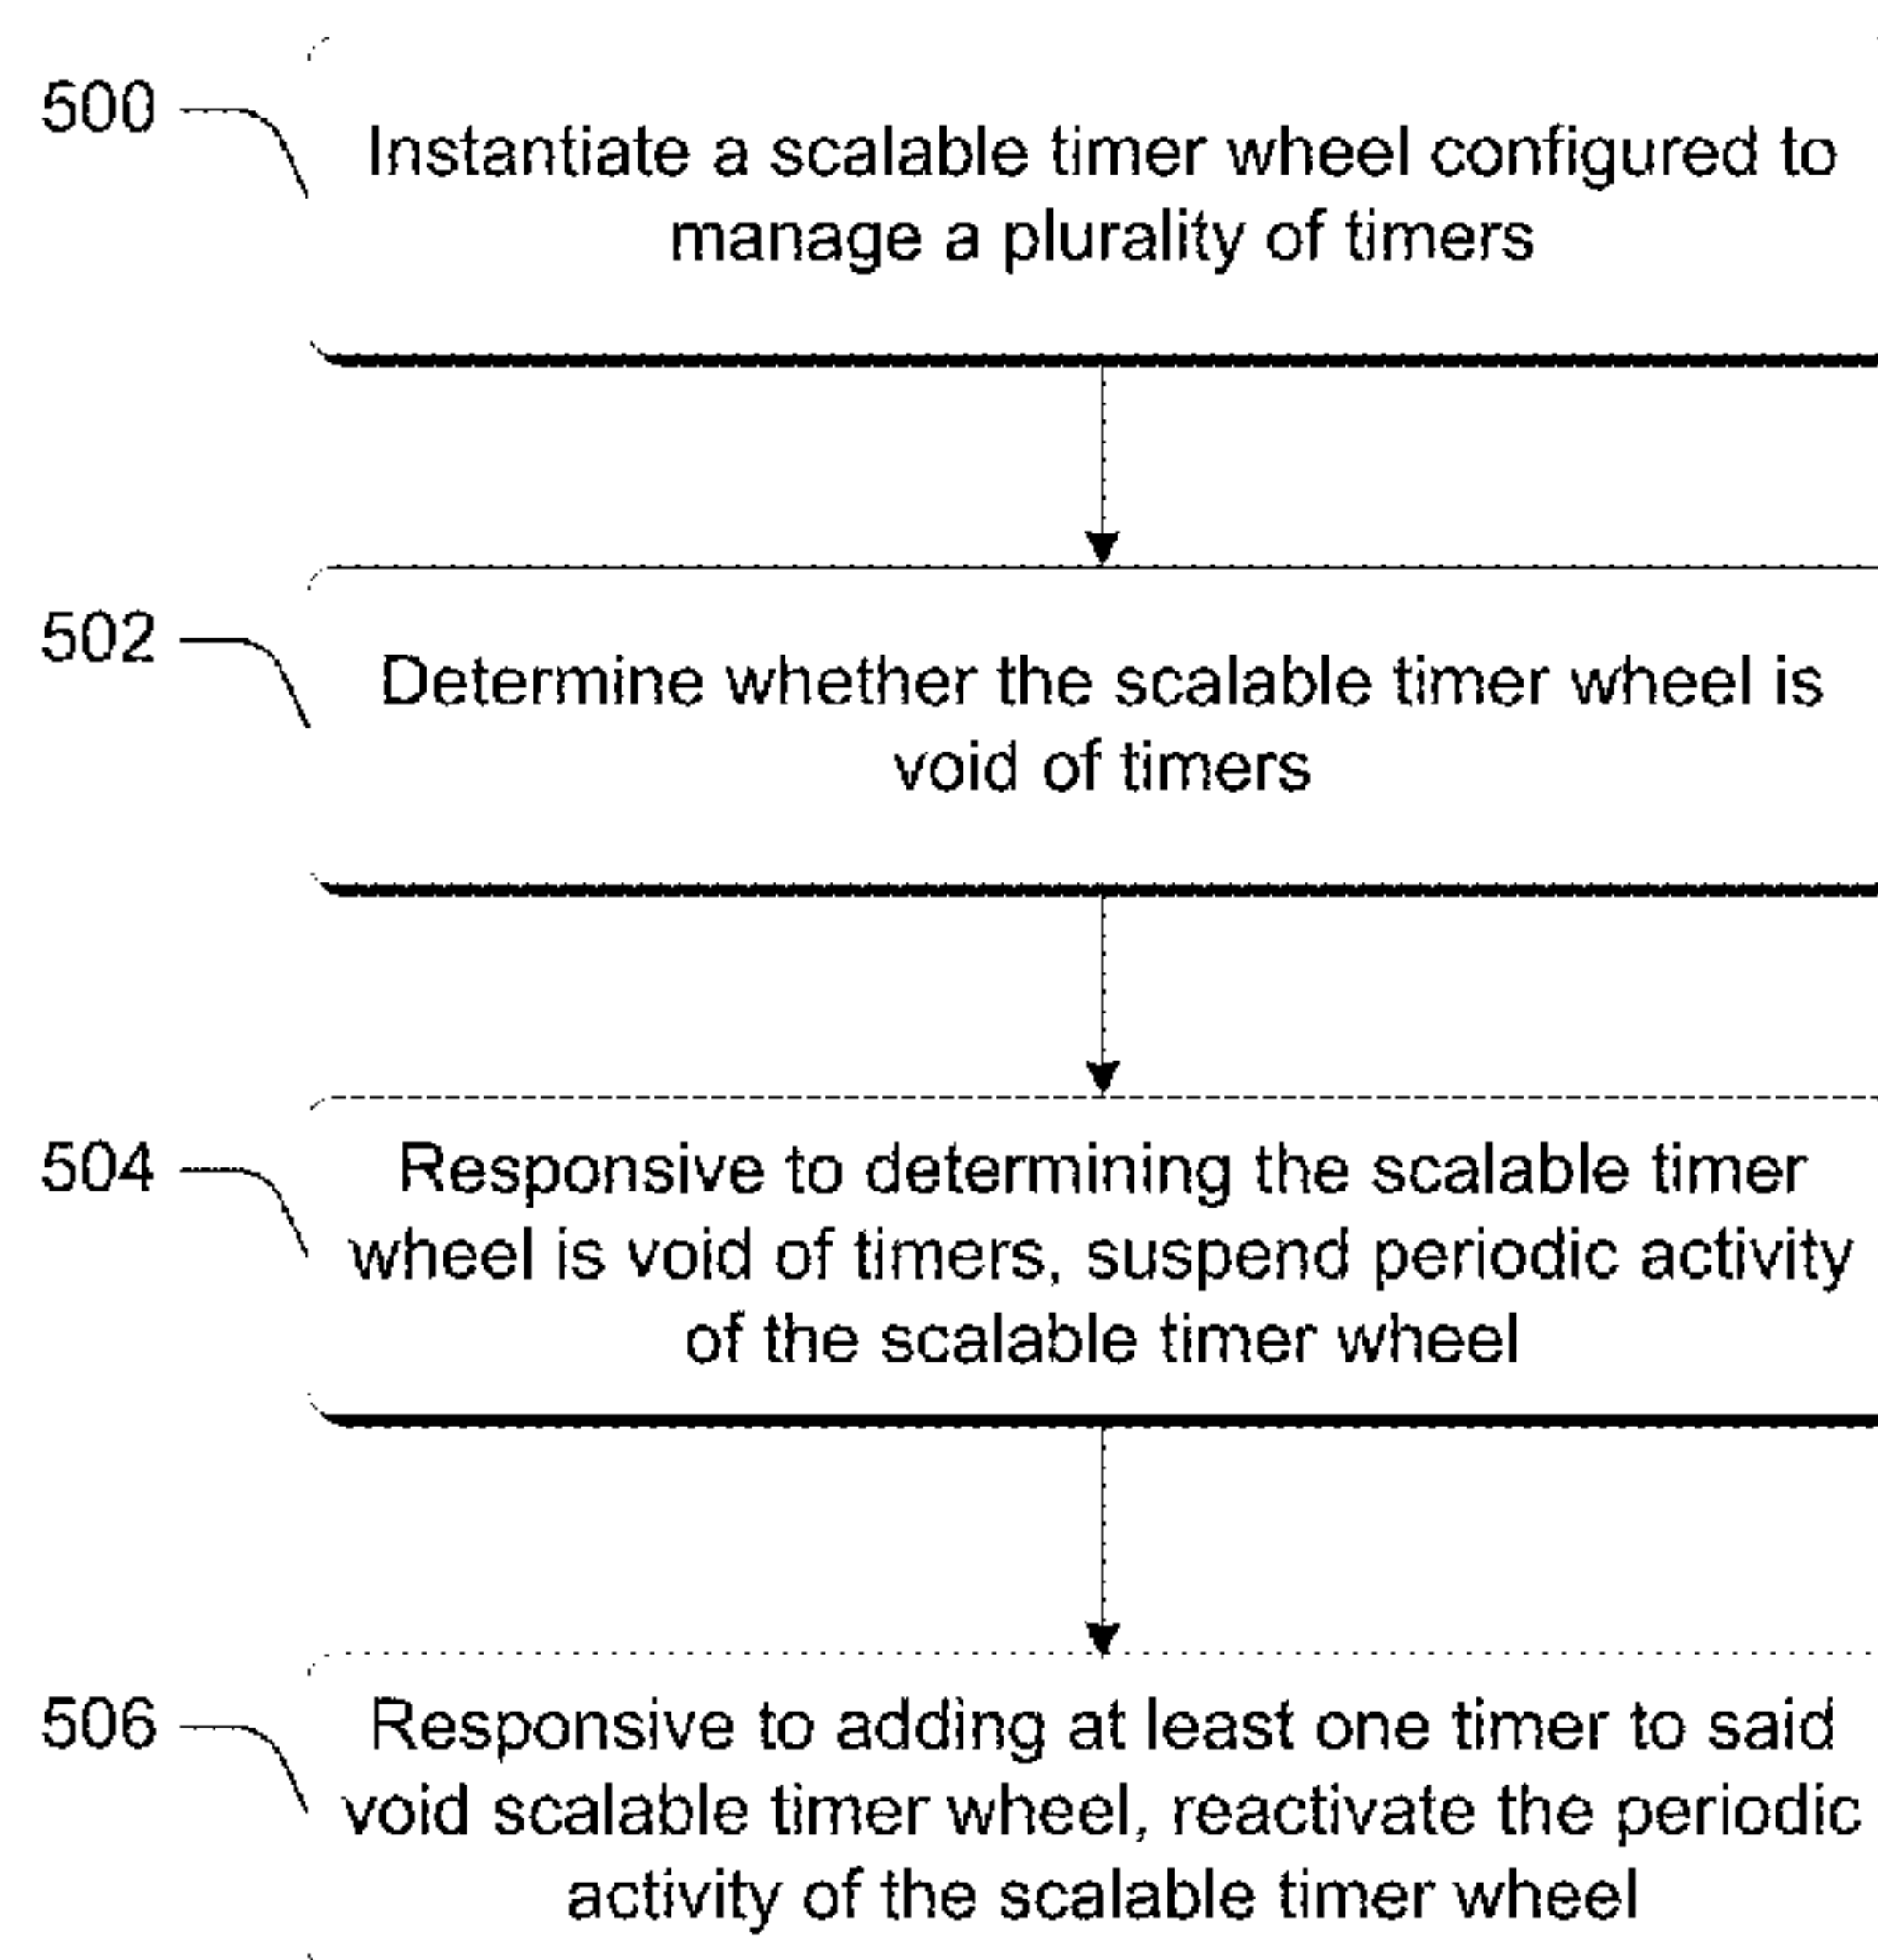 500
Instantiate a scalable timer wheel configured to
manage a plurality of timers
502
Determine whether the scalable timer wheel is
void of timers
504
Responsive to determining the scalable timer
wheel is void of timers, suspend periodic activity
of the scalable timer wheel
506
Responsive to adding at least one timer to said
void scalable timer wheel, reactivate the periodic
activity of the scalable timer wheel